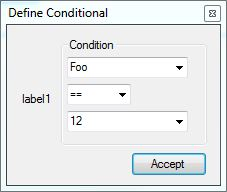 Define Conditional
Condition
Foo
label1
==
12
Accept